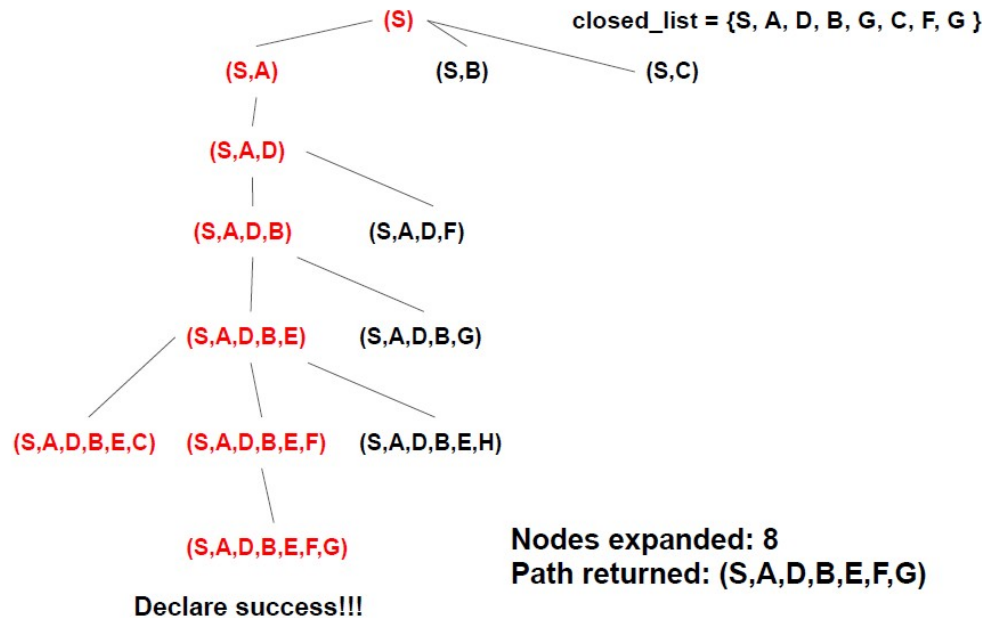 (S)
closed_list = {S, A, D, B, G, C, F, G }
(S,A)
(S,B)
(S,C)
(S,A,D)
(S,A,D,B)
(S,A,D,F)
(S,A,D,B,E)
(S,A,D,B,G)
(S,A,D,B,E,C)
(S,A,D,B,E,F)
(S,A,D,B,E,H)
(S,A,D,B,E,F,G)
Nodes expanded: 8
Path returned: (S,A,D,B,E,F,G)
Declare success!!!